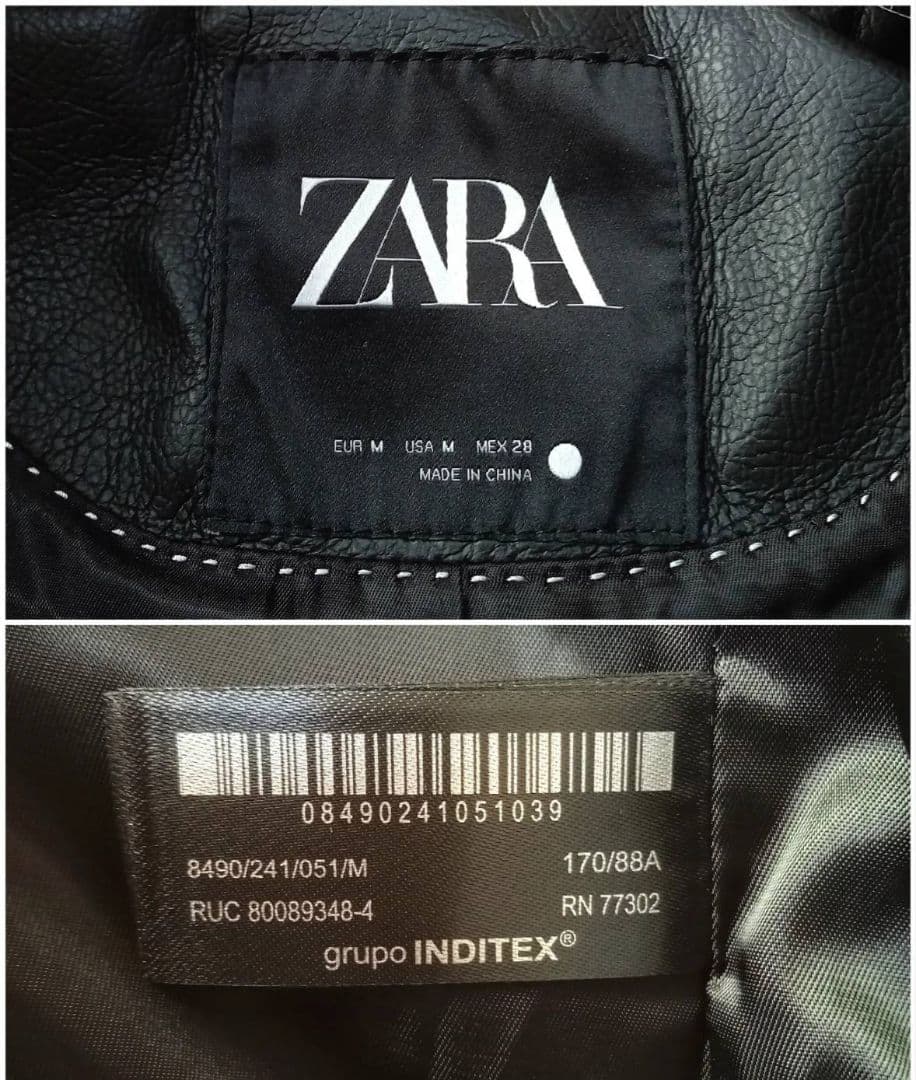 ZARA
EUR M USA M MEX 28
MADE IN CHINA
08490241051039
8490/241/051/M 170/88A
RUC 80089348-4 RN 77302
grupo INDITEX®